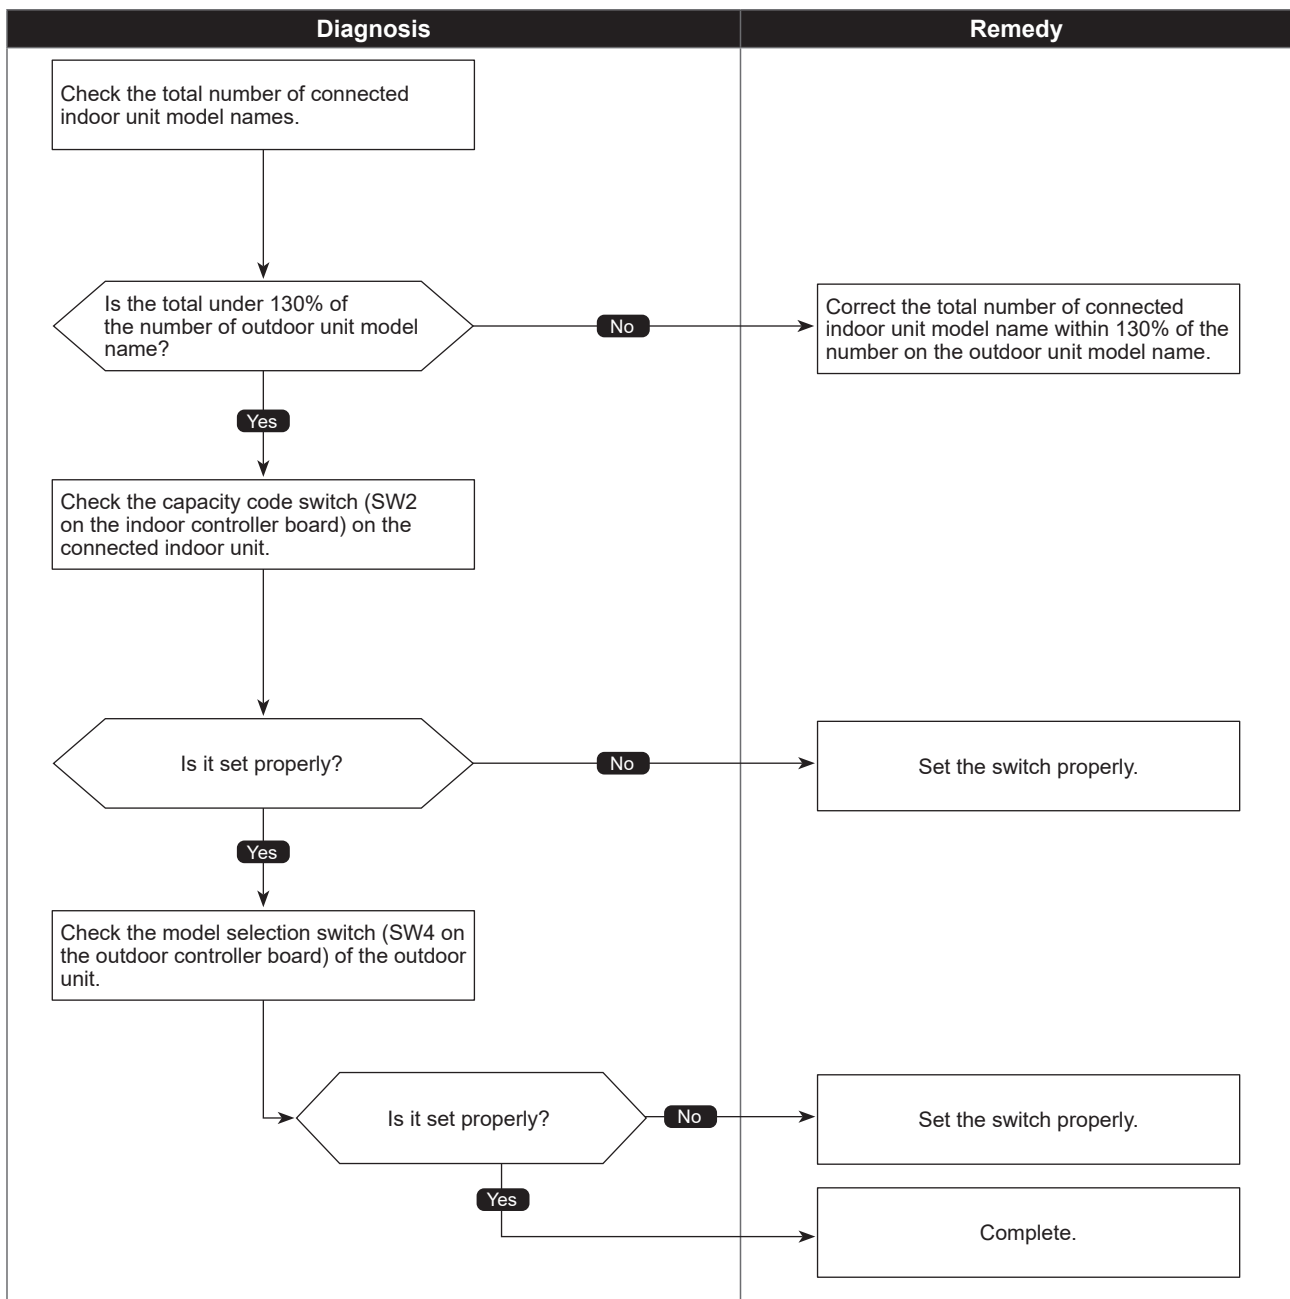 Diagnosis
Remedy
Check the total number of connected
indoor unit model names.
Is the total under 130% of
the number of outdoor unit model
name?
No
Correct the total number of connected
indoor unit model name within 130% of the
number on the outdoor unit model name.
Yes
Check the capacity code switch (SW2
on the indoor controller board) on the
connected indoor unit.
Is it set properly?
No
Set the switch properly.
Yes
Check the model selection switch (SW4 on
the outdoor controller board) of the outdoor
unit.
Is it set properly?
No
Set the switch properly.
Yes
Complete.